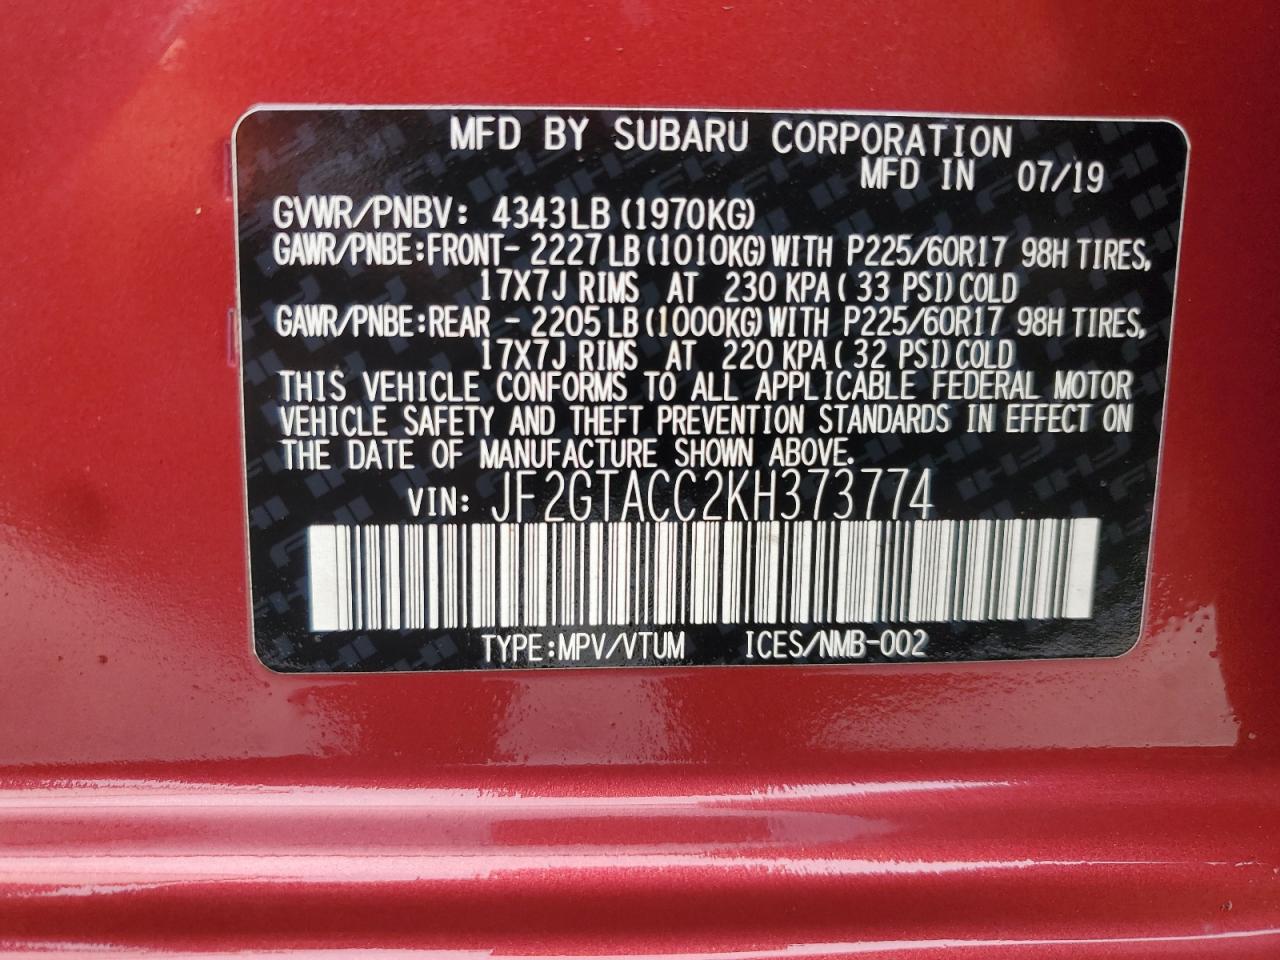 MFD BY SUBARU CORPORATION
MFD IN 07/19
GVWR/PNBV: 4343LB (1970KG)
GAWR/PNBE:FRONT- 2227LB (1010KG) WITH P225/60R17 98H TIRES,
17X7J RIMS AT 230 KPA ( 33 PSI) COLD
GAWR/PNBE:REAR - 2205LB (1000KG) WITH P225/60R17 98H TIRES,
17X7J RIMS AT 220 KPA ( 32 PSI) COLD
THIS VEHICLE CONFORMS TO ALL APPLICABLE FEDERAL MOTOR
VEHICLE SAFETY AND THEFT PREVENTION STANDARDS IN EFFECT ON
THE DATE OF MANUFACTURE SHOWN ABOVE.
VIN: JF2GTACC2KH373774
TYPE:MPV/VTUM ICES/NMB-002